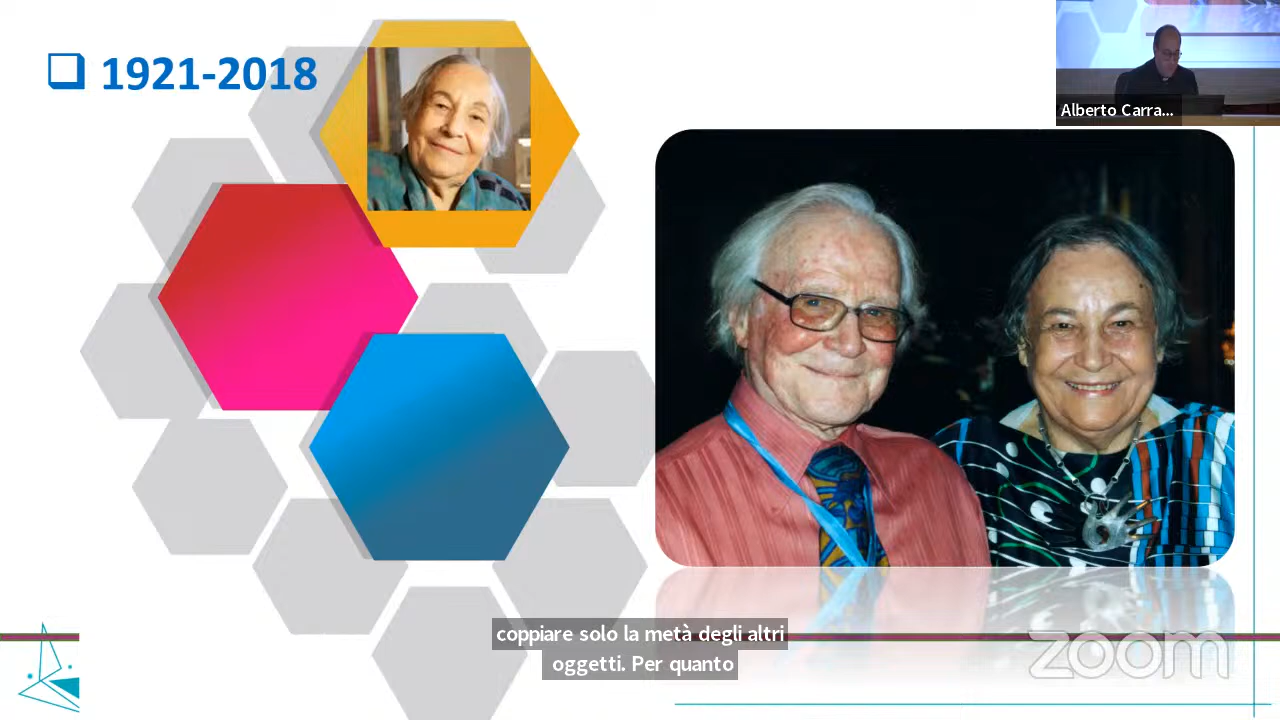 1921-2018
Alberto Carra...
coppiare solo la metà degli altri
oggetti. Per quanto
zoom